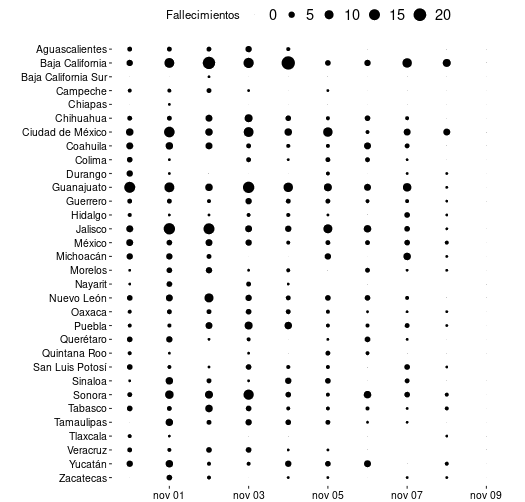 Fallecimientos 0 5 10 15 20
Aguascalientes
Baja California
Baja California Sur
Campeche
Chiapas
Chihuahua
Ciudad de México
Coahuila
Colima
Durango
Guanajuato
Guerrero
Hidalgo
Jalisco
México
Michoacán
Morelos
Nayarit
Nuevo León
Oaxaca
Puebla
Querétaro
Quintana Roo
San Luis Potosí
Sinaloa
Sonora
Tabasco
Tamaulipas
Tlaxcala
Veracruz
Yucatán
Zacatecas
nov 01 nov 03 nov 05 nov 07 nov 09